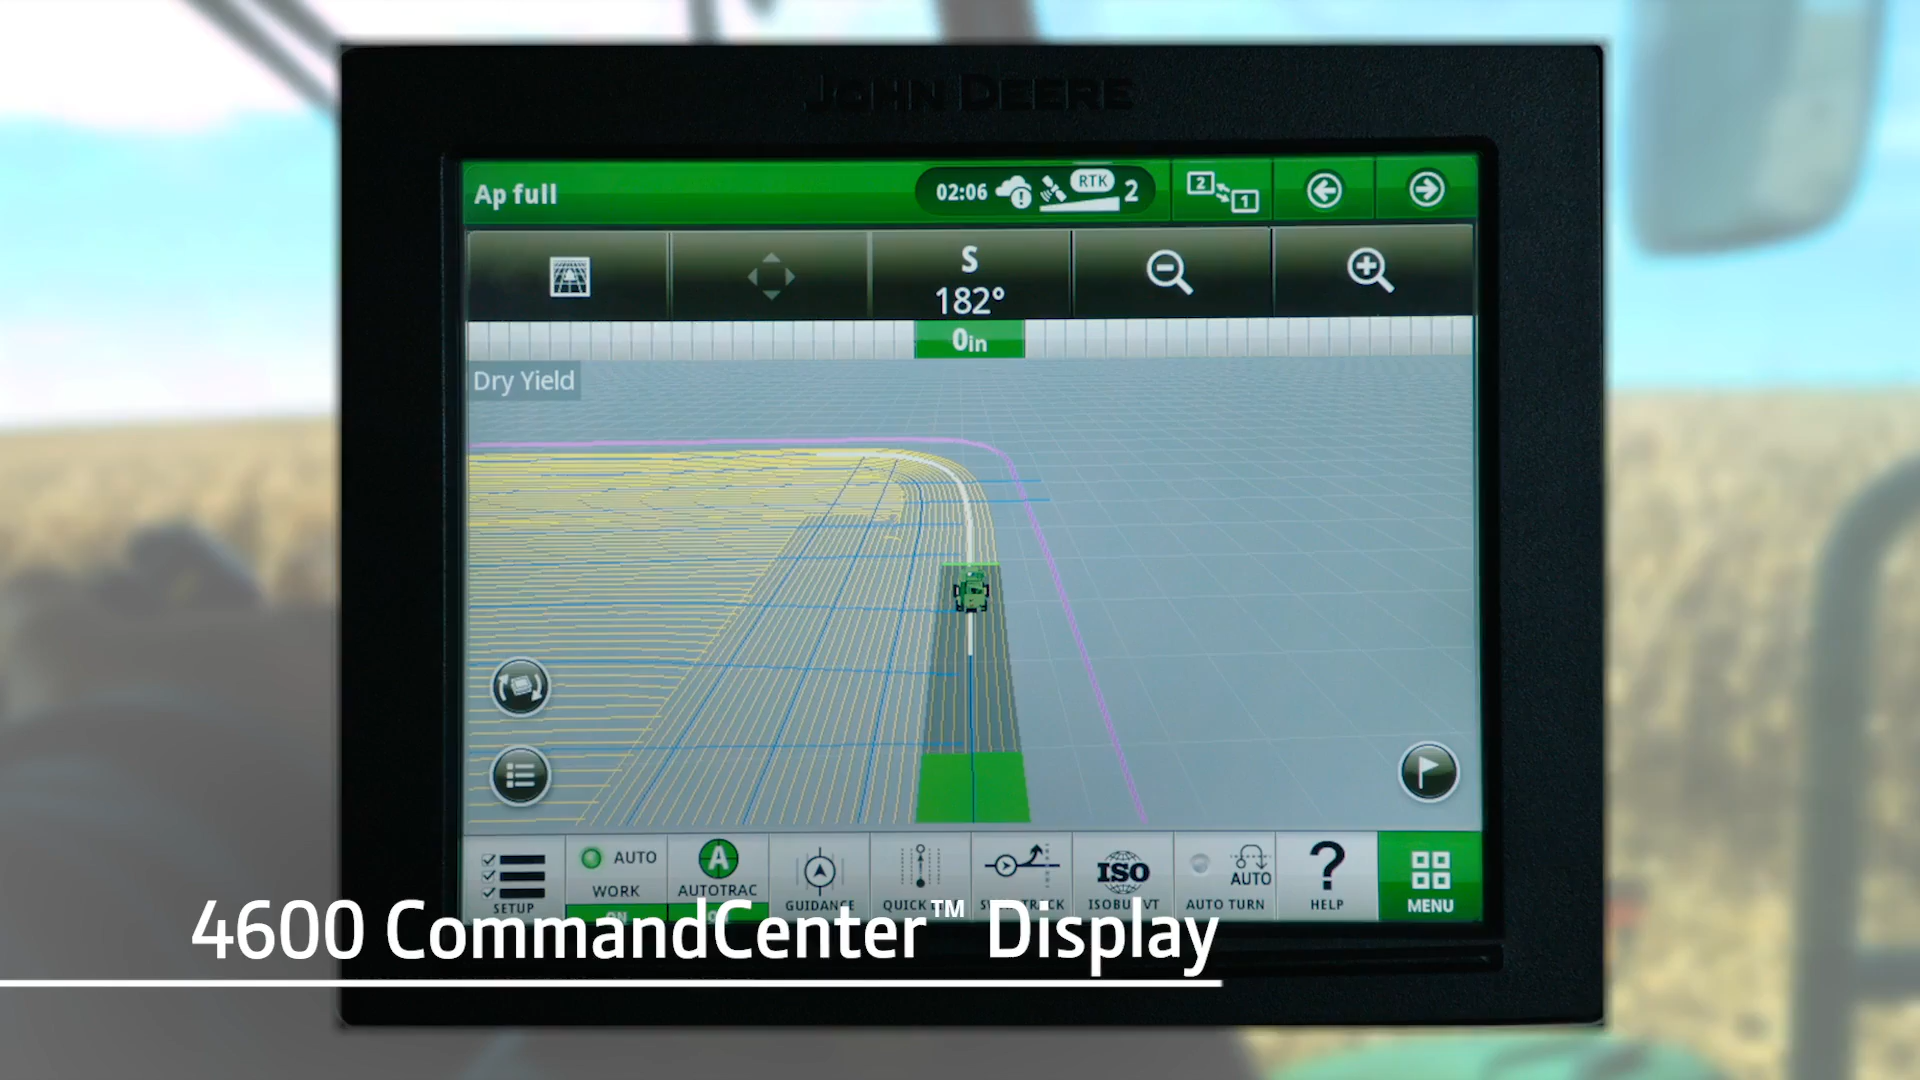 JOHN DEERE
Ap full
02:06 RTK 2
2 1
S
182°
0in
Dry Yield
SETUP
AUTO
WORK
ON
A
AUTOTRAC
GUIDANCE
QUICK
ISO
AUTO
AUTO TURN
?
HELP
MENU
4600 CommandCenter™ Display